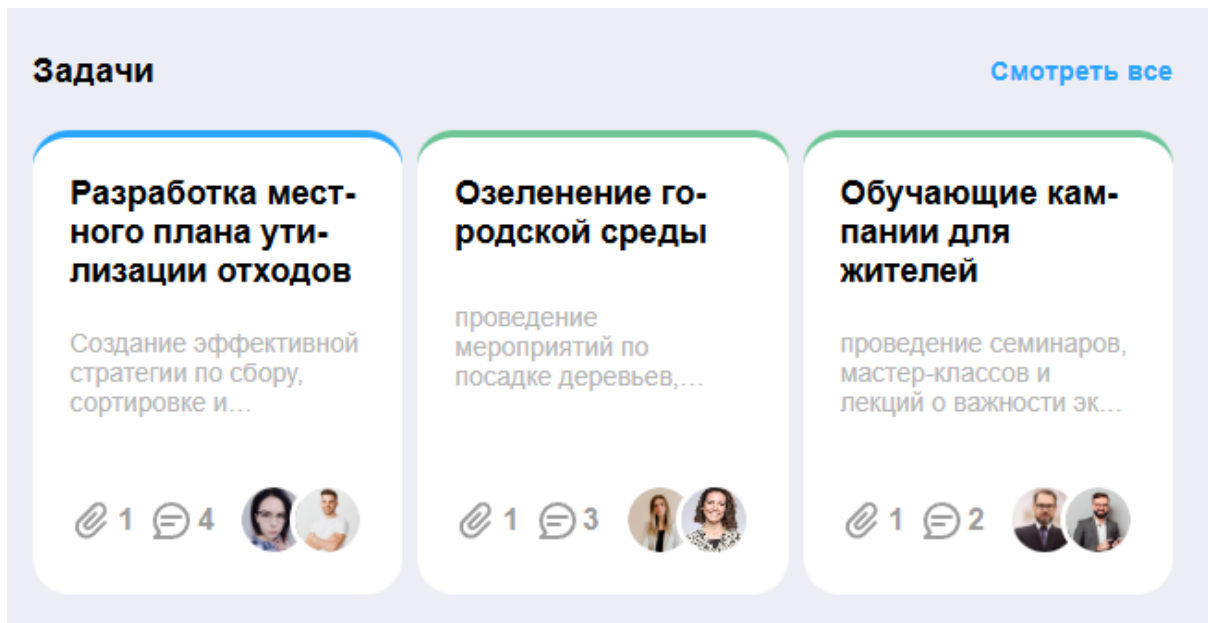 Задачи
Смотреть все
Разработка мест-
ного плана ути-
лизации отходов
Создание эффективной
стратегии по сбору,
сортировке и...
1 4
Озеленение го-
родской среды
проведение
мероприятий по
посадке деревьев,...
1 3
Обучающие кам-
пании для
жителей
проведение семинаров,
мастер-классов и
лекций о важности эк...
1 2